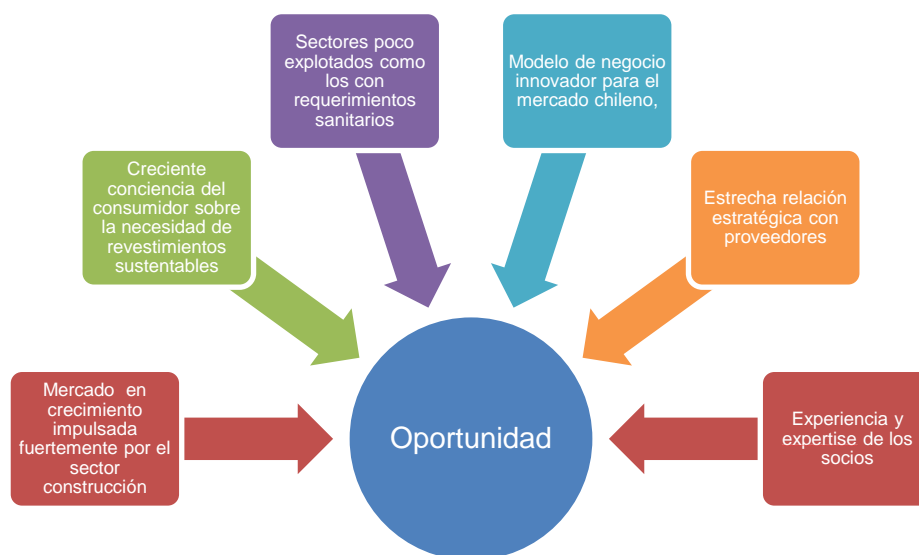 Sectores poco
explotados como
los con
requerimientos
sanitarios
Modelo de negocio
innovador para el
mercado chileno,
Creciente
conciencia del
consumidor sobre
la necesidad de
revestimientos
sustentables
Estrecha relación
estratégica con
proveedores
Mercado en
crecimiento
impulsada
fuertemente por el
sector
construcción
Oportunidad
Experiencia y
expertise de los
socios